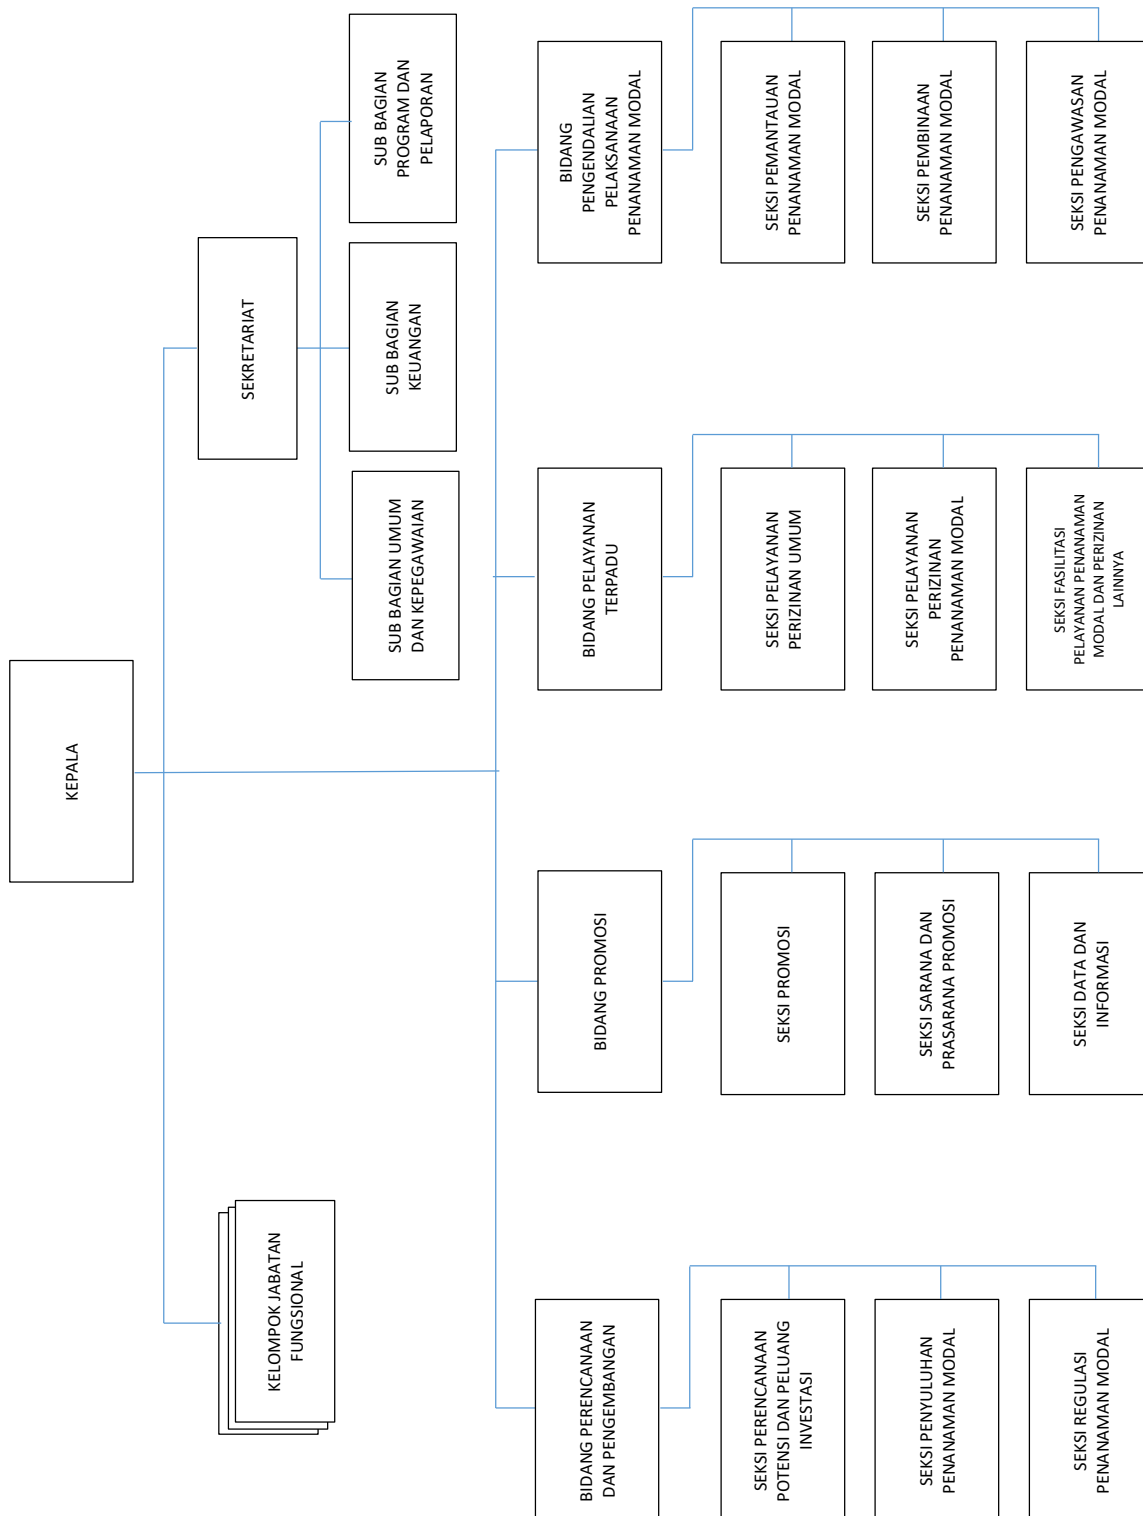 KEPALA
KELOMPOK JABATAN
FUNGSIONAL
SEKRETARIAT
SUB BAGIAN UMUM
DAN KEPEGAWAIAN
SUB BAGIAN
KEUANGAN
SUB BAGIAN
PROGRAM DAN
PELAPORAN
BIDANG PERENCANAAN
DAN PENGEMBANGAN
BIDANG PROMOSI
BIDANG PELAYANAN
TERPADU
BIDANG
PENGENDALIAN
PELAKSANAAN
PENANAMAN MODAL
SEKSI PERENCANAAN
POTENSI DAN PELUANG
INVESTASI
SEKSI PROMOSI
SEKSI PELAYANAN
PERIZINAN UMUM
SEKSI PEMANTAUAN
PENANAMAN MODAL
SEKSI PENYULUHAN
PENANAMAN MODAL
SEKSI SARANA DAN
PRASARANA PROMOSI
SEKSI PELAYANAN
PERIZINAN
PENANAMAN MODAL
SEKSI PEMBINAAN
PENANAMAN MODAL
SEKSI REGULASI
PENANAMAN MODAL
SEKSI DATA DAN
INFORMASI
SEKSI FASILITASI
PELAYANAN PENANAMAN
MODAL DAN PERIZINAN
LAINNYA
SEKSI PENGAWASAN
PENANAMAN MODAL